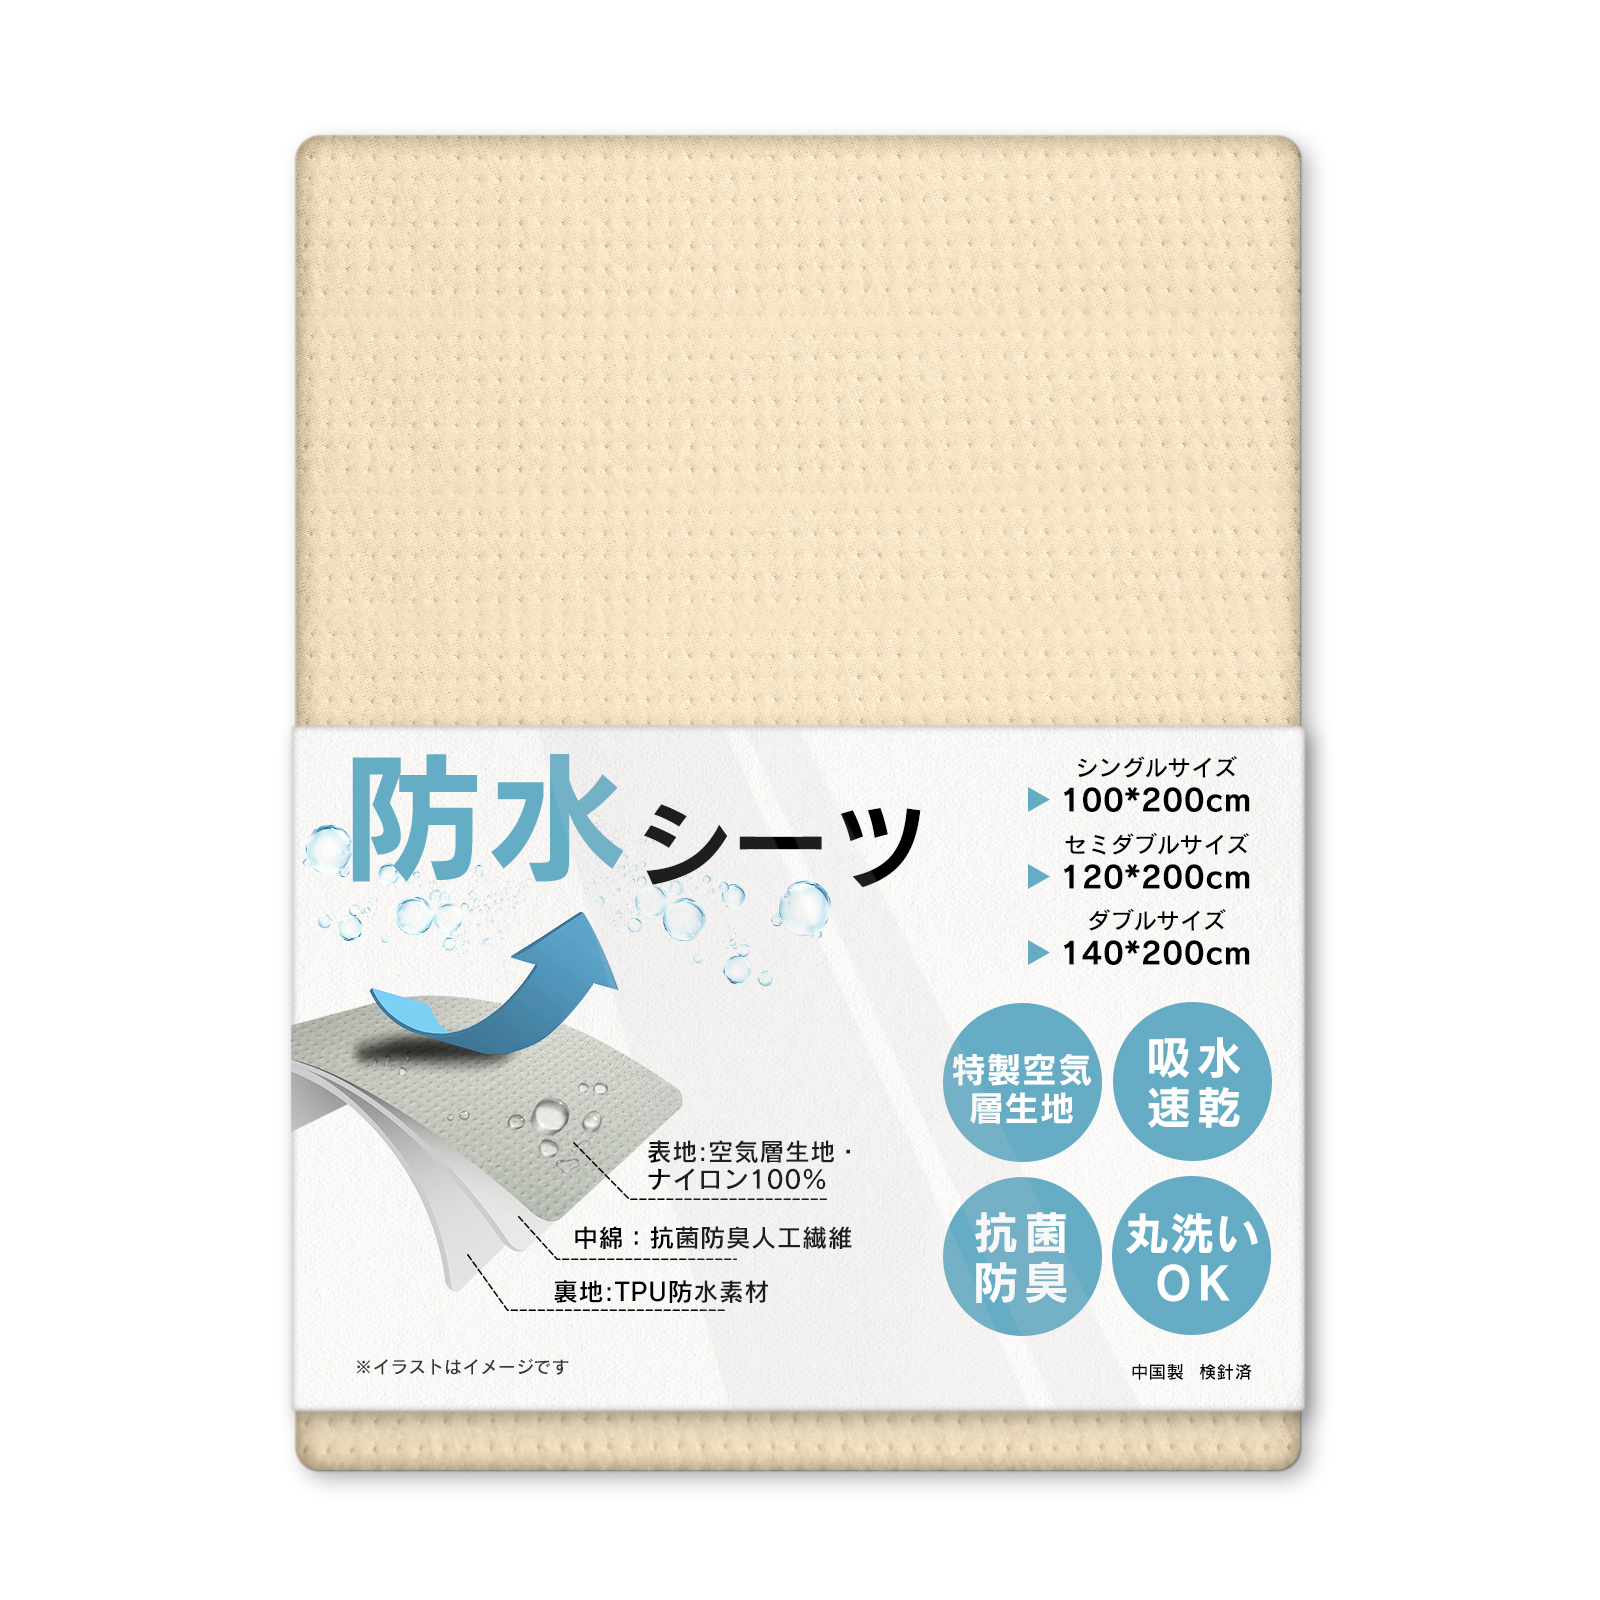 防水シーツ
シングルサイズ
▶ 100*200cm
セミダブルサイズ
▶ 120*200cm
ダブルサイズ
▶ 140*200cm
特製空気
層生地
吸水
速乾
抗菌
防臭
丸洗い
OK
表地:空気層生地・
ナイロン100%
中綿：抗菌防臭人工繊維
裏地:TPU防水素材
※イラストはイメージです
中国製 検針済